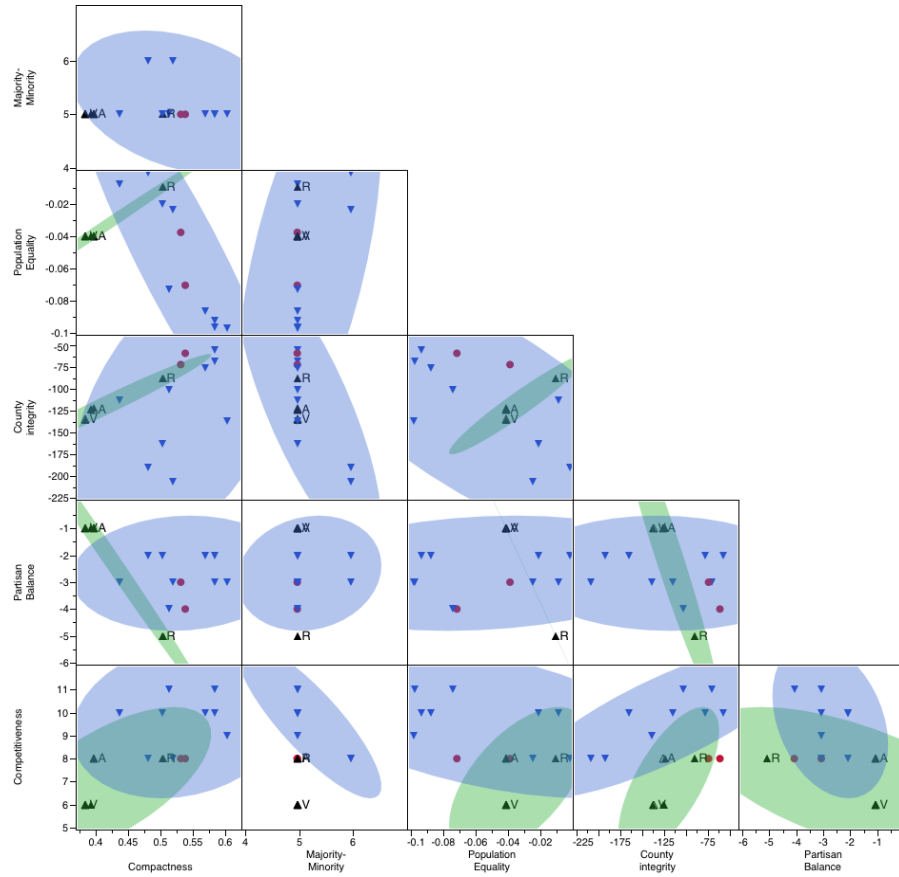 Majority-
Minority
6
5
4
A R
Population
Equality
-0.02
-0.04
-0.06
-0.08
-0.1
R
A
R
County
integrity
-50
-75
-100
-125
-150
-175
-200
-225
R
A
V
R
A
V
R
A
V
Partisan
Balance
-1
-2
-3
-4
-5
-6
A
R
R
R
A
R
Competitiveness
11
10
9
8
7
6
5
A R
V
R
V
A R
V
A R
V
R A
V
0.4 0.45 0.5 0.55 0.6 4 5 6 -0.1 -0.08 -0.06 -0.04 -0.02 -225 -175 -125 -75 -6 -5 -4 -3 -2 -1
Compactness
Majority-
Minority
Population
Equality
County
integrity
Partisan
Balance